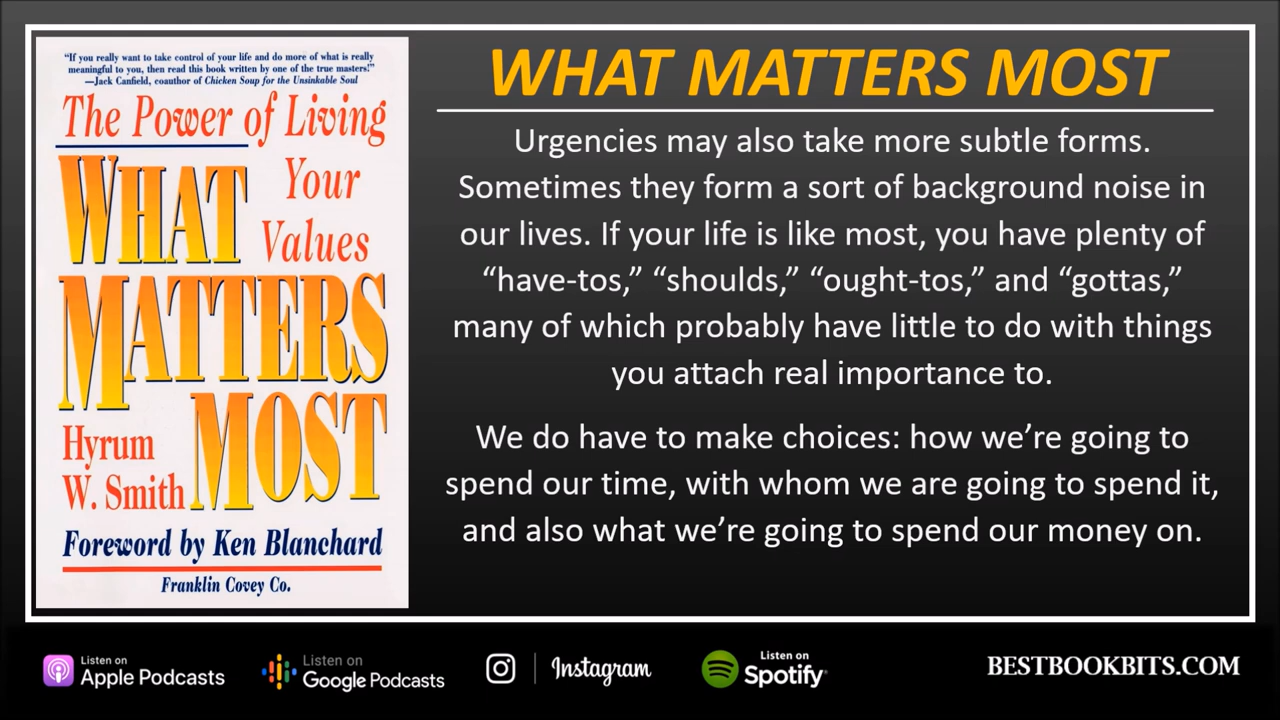 "If you really want to take control of your life and do more of what is really
meaningful to you, then read this book written by one of the true masters!"
—Jack Canfield, coauthor of Chicken Soup for the Unsinkable Soul
The Power of Living
Your
Values
WHAT
MATTERS
MOST
Hyrum
W. Smith
Foreword by Ken Blanchard
Franklin Covey Co.
WHAT MATTERS MOST
Urgencies may also take more subtle forms.
Sometimes they form a sort of background noise in
our lives. If your life is like most, you have plenty of
“have-tos,” “shoulds,” “ought-tos,” and “gottas,”
many of which probably have little to do with things
you attach real importance to.
We do have to make choices: how we’re going to
spend our time, with whom we are going to spend it,
and also what we’re going to spend our money on.
Listen on
Apple Podcasts
Listen on
Google Podcasts
Instagram
Listen on
Spotify
BESTBOOKBITS.COM